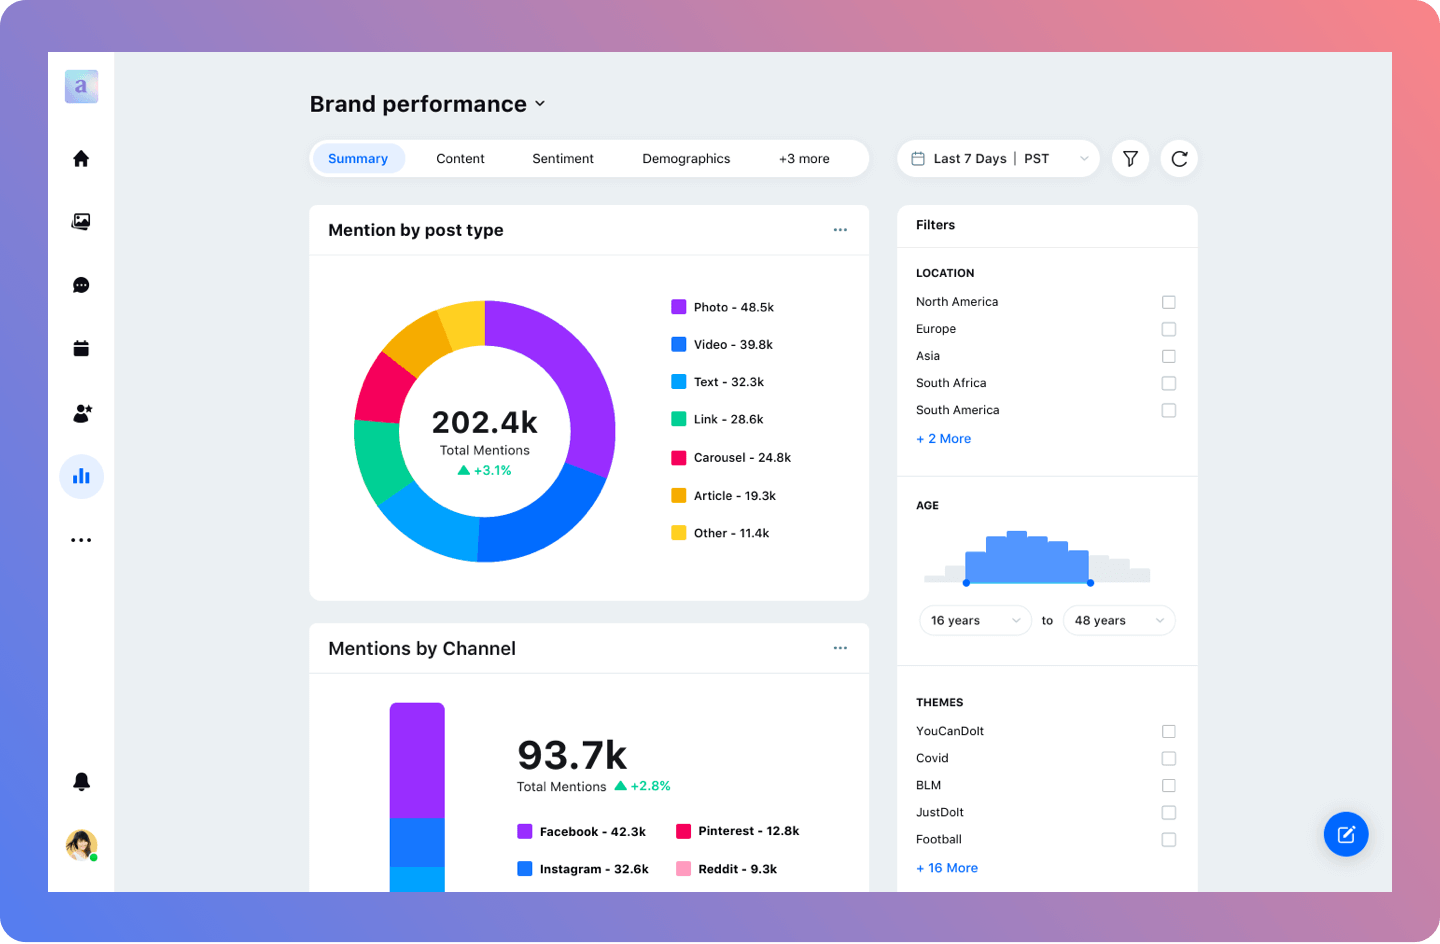 a
Brand performance
Summary Content Sentiment Demographics +3 more
Last 7 Days | PST
Mention by post type
202.4k
Total Mentions
+3.1%
Photo - 48.5k
Video - 39.8k
Text - 32.3k
Link - 28.6k
Carousel - 24.8k
Article - 19.3k
Other - 11.4k
Mentions by Channel
93.7k
Total Mentions +2.8%
Facebook - 42.3k Pinterest - 12.8k
Instagram - 32.6k Reddit - 9.3k
Filters
LOCATION
North America
Europe
Asia
South Africa
South America
+ 2 More
AGE
16 years to 48 years
THEMES
YouCanDoIt
Covid
BLM
JustDoIt
Football
+ 16 More